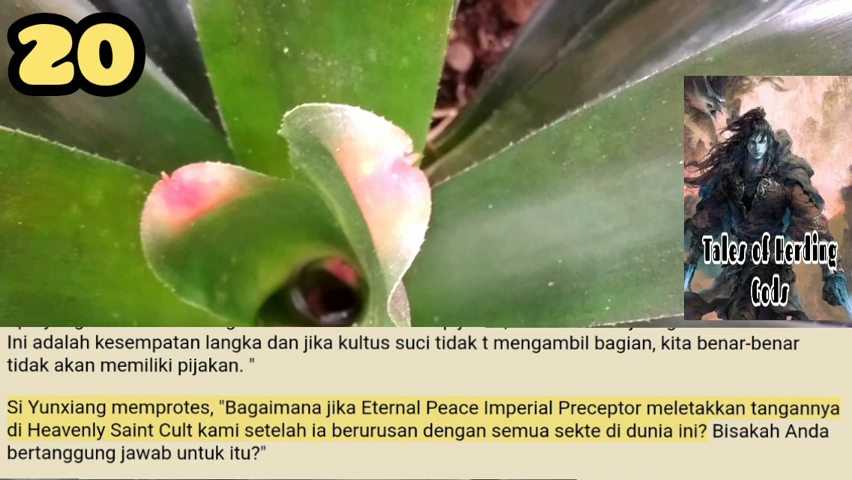 20
Tales of Herding
Gods
Ini adalah kesempatan langka dan jika kultus suci tidak t mengambil bagian, kita benar-benar
tidak akan memiliki pijakan. "
Si Yunxiang memprotes, "Bagaimana jika Eternal Peace Imperial Preceptor meletakkan tangannya
di Heavenly Saint Cult kami setelah ia berurusan dengan semua sekte di dunia ini? Bisakah Anda
bertanggung jawab untuk itu?"